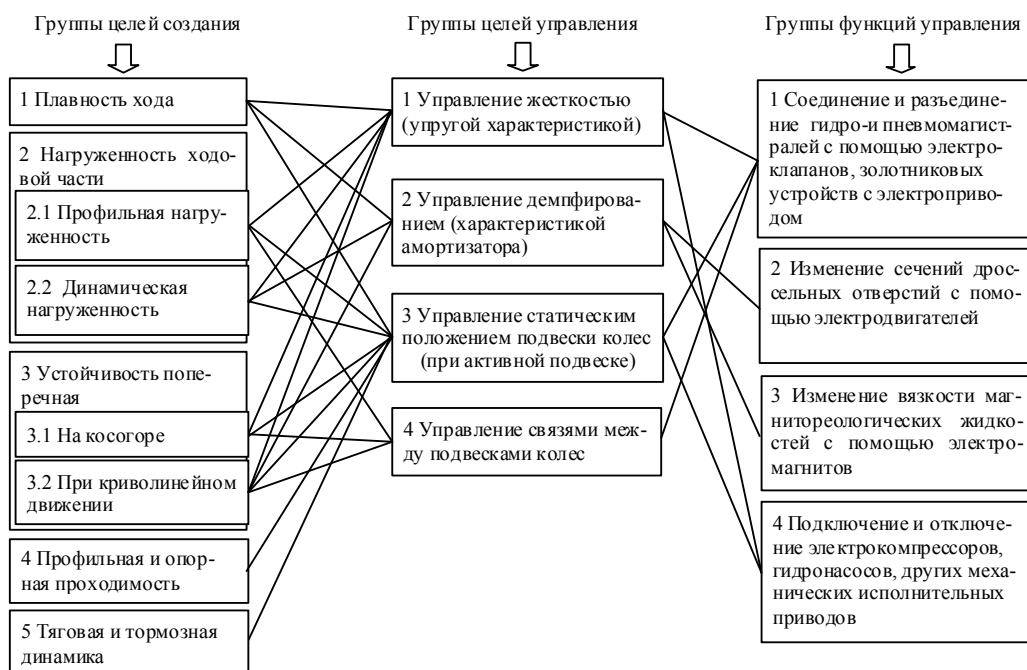 Группы целей создания
Группы целей управления
Группы функций управления
1 Плавность хода
2 Нагруженность ходо-
вой части
2.1 Профильная нагру-
женность
2.2 Динамическая
нагруженность
3 Устойчивость попе-
речная
3.1 На косогоре
3.2 При криволинейном
движении
4 Профильная и опор-
ная проходимость
5 Тяговая и тормозная
динамика
1 Управление жесткостью
(упругой характеристикой)
2 Управление демпфирова-
нием (характеристикой
амортизатора)
3 Управление статическим
положением подвески колес
(при активной подвеске)
4 Управление связями меж-
ду подвесками колес
1 Соединение и разъедине-
ние гидро-и пневмомагист-
ралей с помощью электро-
клапанов, золотниковых
устройств с электроприво-
дом
2 Изменение сечений дрос-
сельных отверстий с помо-
щью электродвигателей
3 Изменение вязкости маг-
нитореологических жидко-
стей с помощью электро-
магнитов
4 Подключение и отклю-
чение электрокомпрессоров,
гидронасосов, других меха-
нических исполнительных
приводов